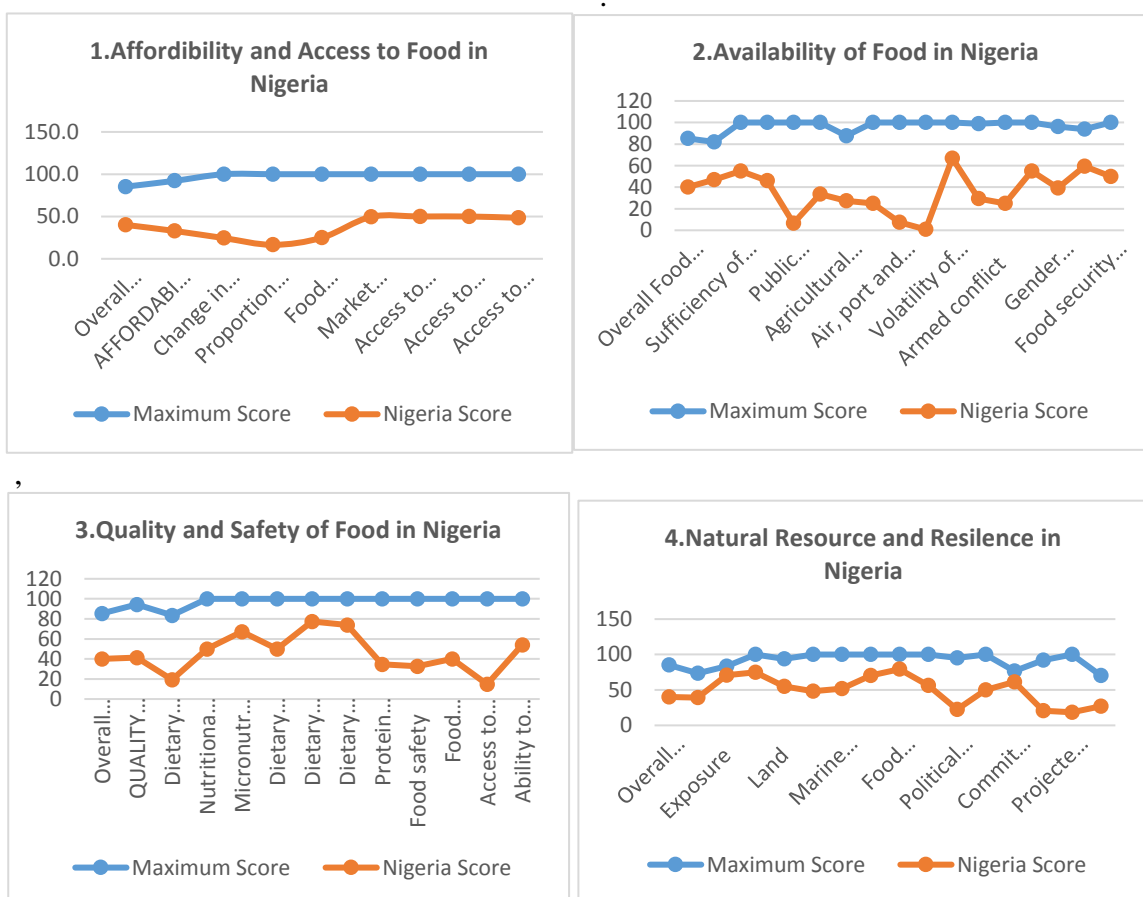 .
1.Affordibility and Access to Food in
Nigeria
150.0
100.0
50.0
0.0
Overall...
AFFORDABI...
Change in...
Proportion...
Food...
Market...
Access to...
Access to...
Access to...
Maximum Score
Nigeria Score
2.Availability of Food in Nigeria
120
100
80
60
40
20
0
Overall Food...
Sufficiency of...
Public...
Agricultural...
Air, port and...
Volatility of...
Armed conflict
Gender...
Food security...
Maximum Score
Nigeria Score
,
3.Quality and Safety of Food in Nigeria
120
100
80
60
40
20
0
Overall...
QUALITY...
Dietary...
Nutritiona...
Micronutr...
Dietary...
Dietary...
Dietary...
Protein...
Food safety
Food...
Access to...
Ability to...
Maximum Score
Nigeria Score
4.Natural Resource and Resilence in
Nigeria
150
100
50
0
Overall...
Exposure
Land
Marine...
Food...
Political...
Commit...
Projecte...
Maximum Score
Nigeria Score